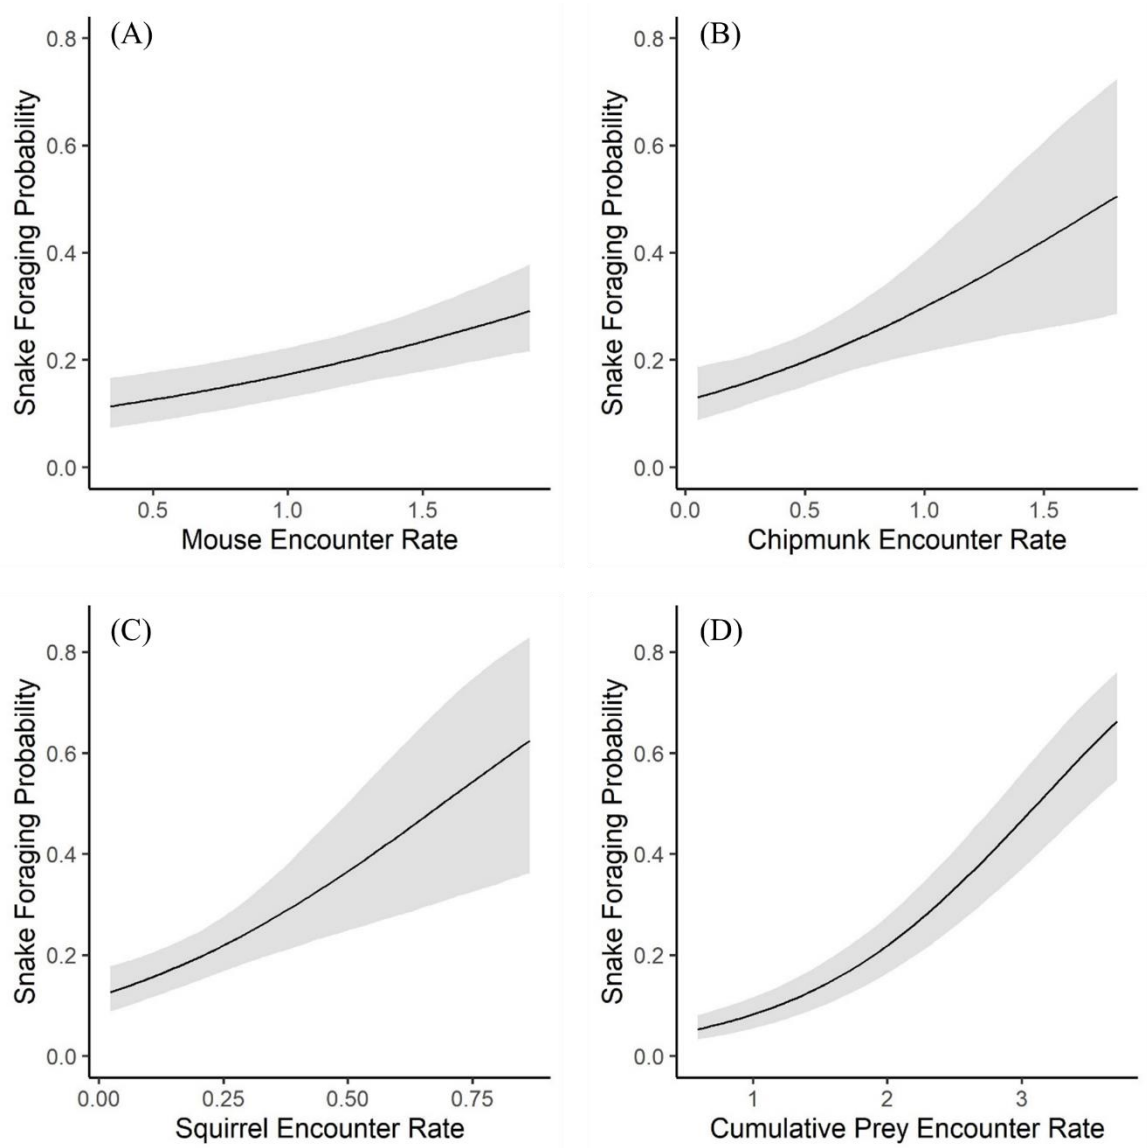 (A)
Snake Foraging Probability
0.8
0.6
0.4
0.2
0.0
0.5 1.0 1.5
Mouse Encounter Rate
(B)
Snake Foraging Probability
0.8
0.6
0.4
0.2
0.0
0.0 0.5 1.0 1.5
Chipmunk Encounter Rate
(C)
Snake Foraging Probability
0.8
0.6
0.4
0.2
0.0
0.00 0.25 0.50 0.75
Squirrel Encounter Rate
(D)
Snake Foraging Probability
0.8
0.6
0.4
0.2
0.0
1 2 3
Cumulative Prey Encounter Rate